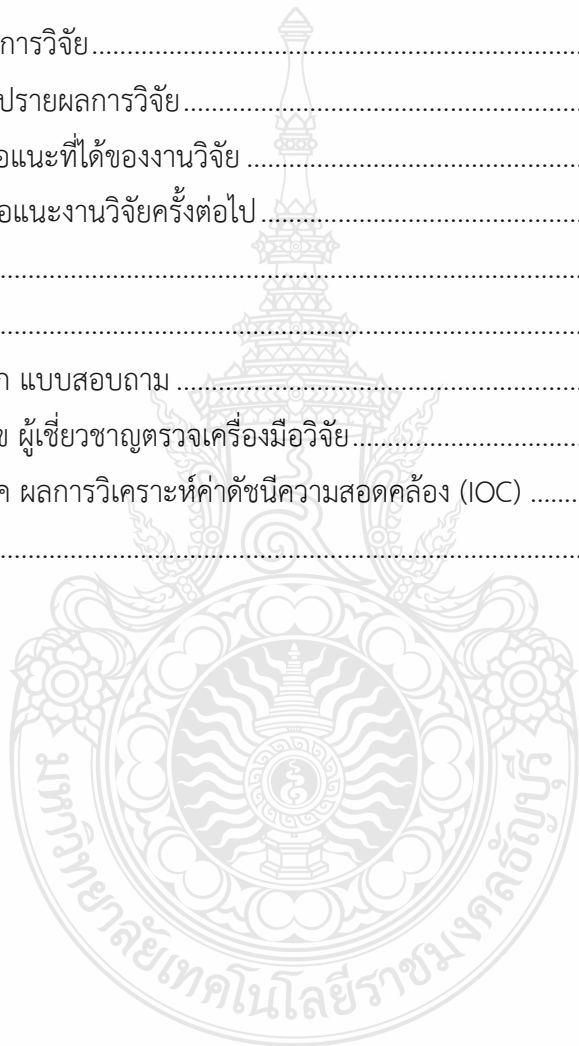 การวิจัย........................................................................
ปรายผลการวิจัย............................................................
อแนะที่ได้ของงานวิจัย ...................................................
อแนะงานวิจัยครั้งต่อไป.................................................
....................................................................................
....................................................................................
ก แบบสอบถาม ............................................................
ข ผู้เชี่ยวชาญตรวจเครื่องมือวิจัย...................................
ค ผลการวิเคราะห์ค่าดัชนีความสอดคล้อง (IOC) .......
....................................................................................
มหาวิทยาลัยเทคโนโลยีราชมงคลธัญบุรี